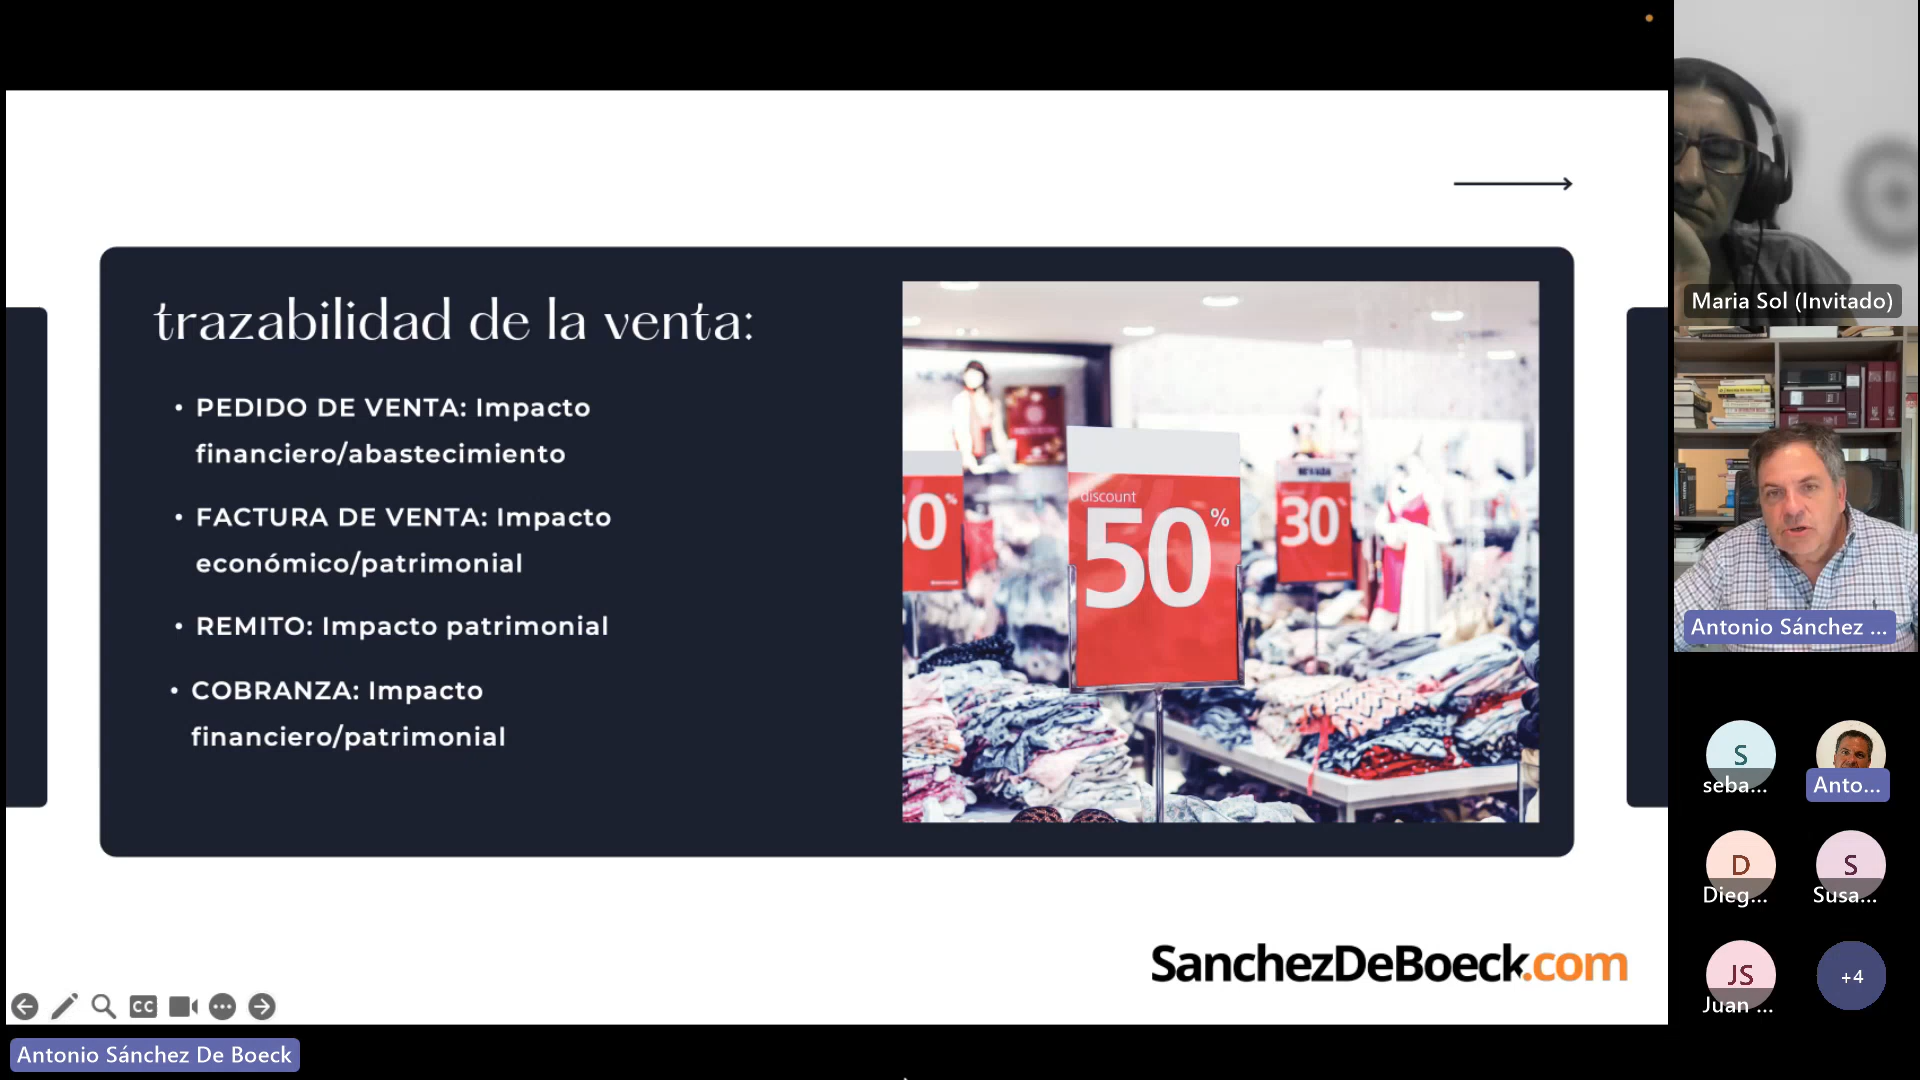 trazabilidad de la venta:
• PEDIDO DE VENTA: Impacto
financiero/abastecimiento
• FACTURA DE VENTA: Impacto
económico/patrimonial
• REMITO: Impacto patrimonial
• COBRANZA: Impacto
financiero/patrimonial
discount
50%
30%
SanchezDeBoeck.com
CC
Antonio Sánchez De Boeck
Maria Sol (Invitado)
Antonio Sánchez ...
S
seba...
Anto...
D
Dieg...
S
Susa...
JS
Juan ...
+4